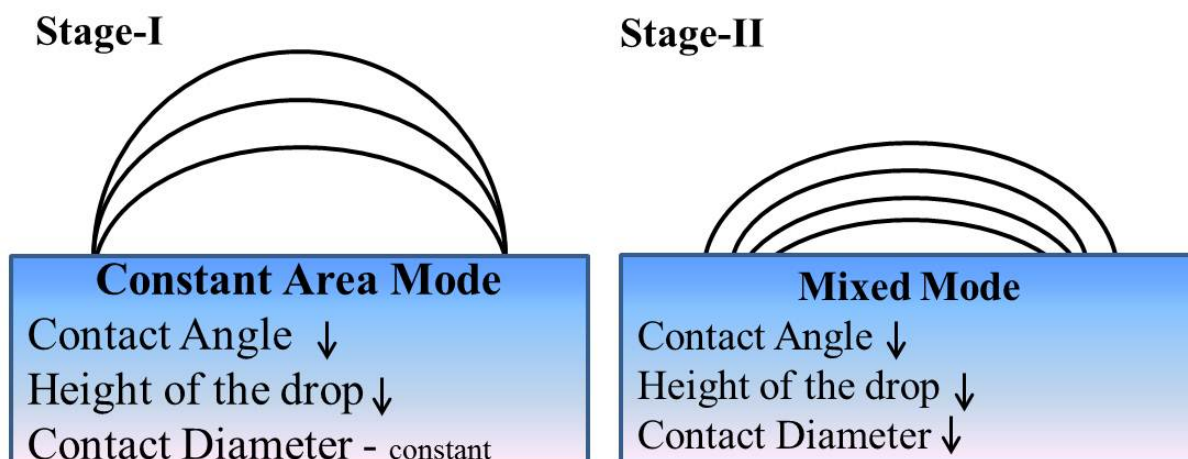 Stage-I
Constant Area Mode
Contact Angle ↓
Height of the drop ↓
Contact Diameter - constant
Stage-II
Mixed Mode
Contact Angle ↓
Height of the drop ↓
Contact Diameter ↓